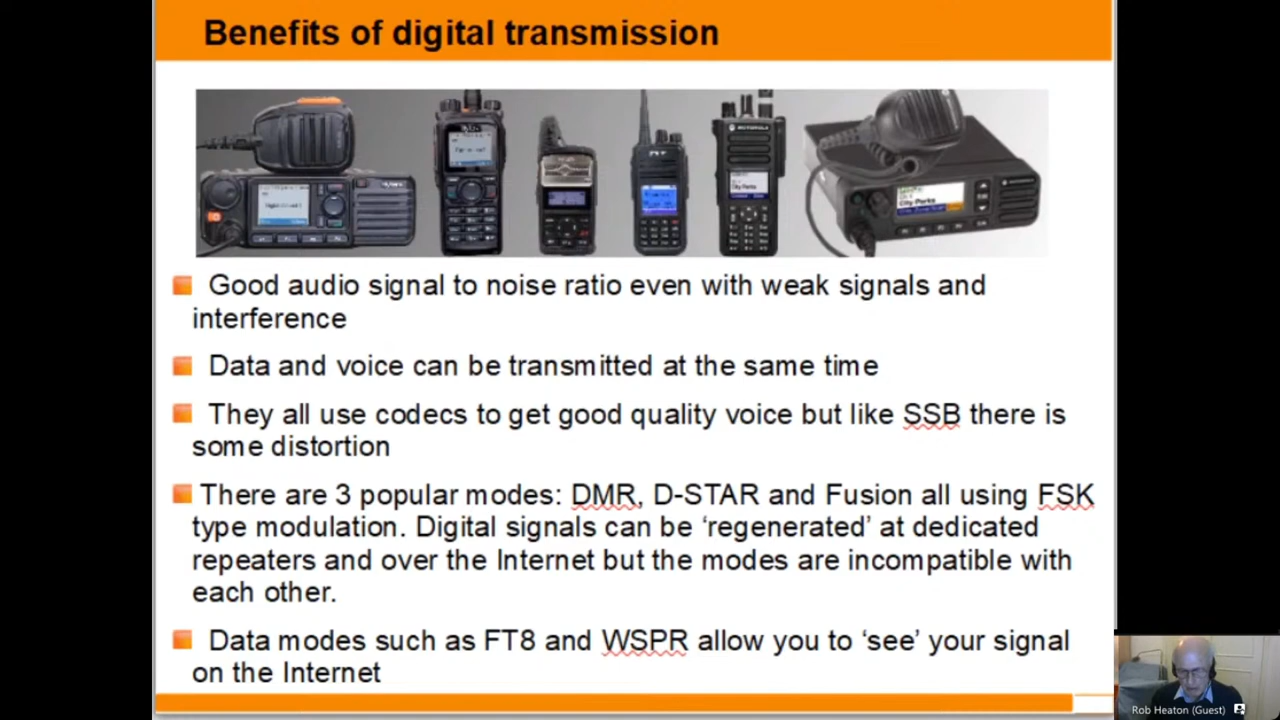 Benefits of digital transmission
MOTOROLA
City Parks
City Parks
Good audio signal to noise ratio even with weak signals and
interference
Data and voice can be transmitted at the same time
They all use codecs to get good quality voice but like SSB there is
some distortion
There are 3 popular modes: DMR, D-STAR and Fusion all using FSK
type modulation. Digital signals can be ‘regenerated’ at dedicated
repeaters and over the Internet but the modes are incompatible with
each other.
Data modes such as FT8 and WSPR allow you to ‘see’ your signal
on the Internet
Rob Heaton (Guest)